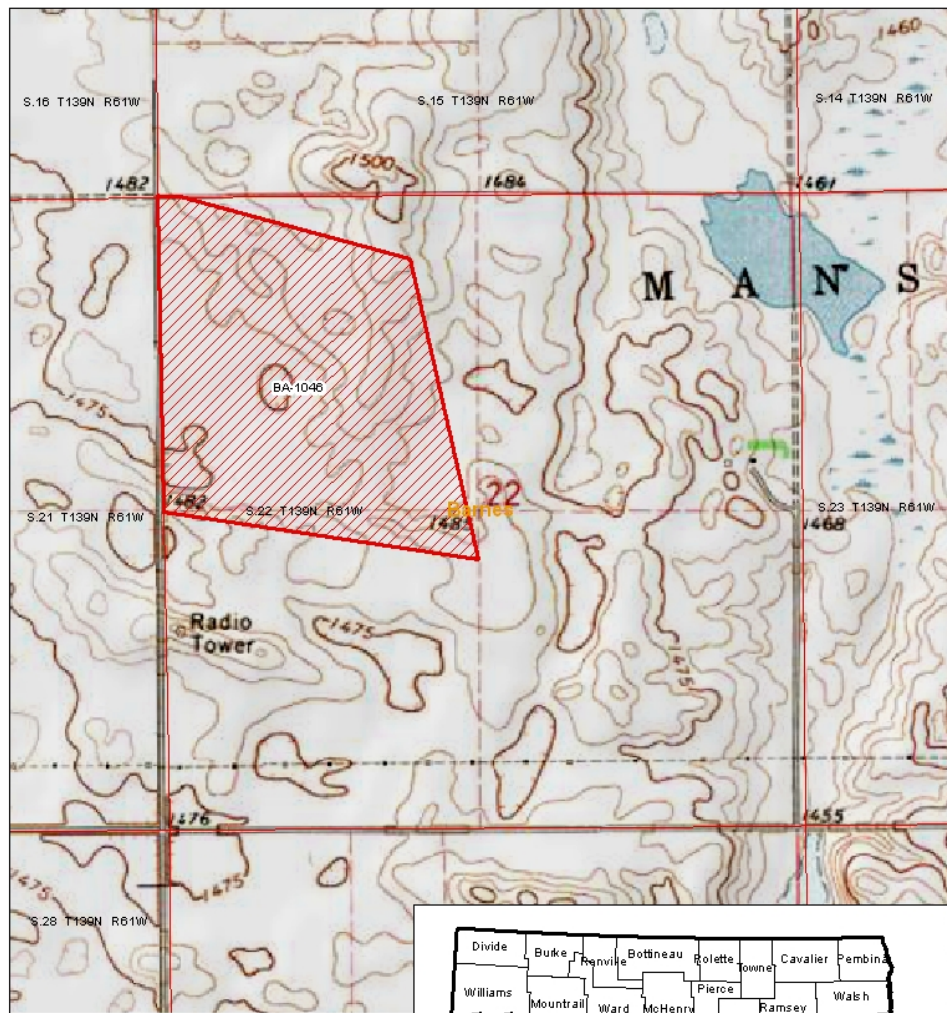 1460
S.16 T139N R61W
S.15 T139N R61W
S.14 T139N R61W
1500
1482
1484
1461
M A N S
BA-1046
1475
1482
S.21 T139N R61W
S.22 T139N R61W
1485
22
Barnes
S.23 T139N R61W
1468
Radio
Tower
1475
1475
1476
1455
1475
1475
S.28 T139N R61W
Divide
Burke
Renville
Bottineau
Rolette
Towne
Cavalier
Pembina
Williams
Mountrail
Ward
McHenry
Pierce
Ramsey
Walsh